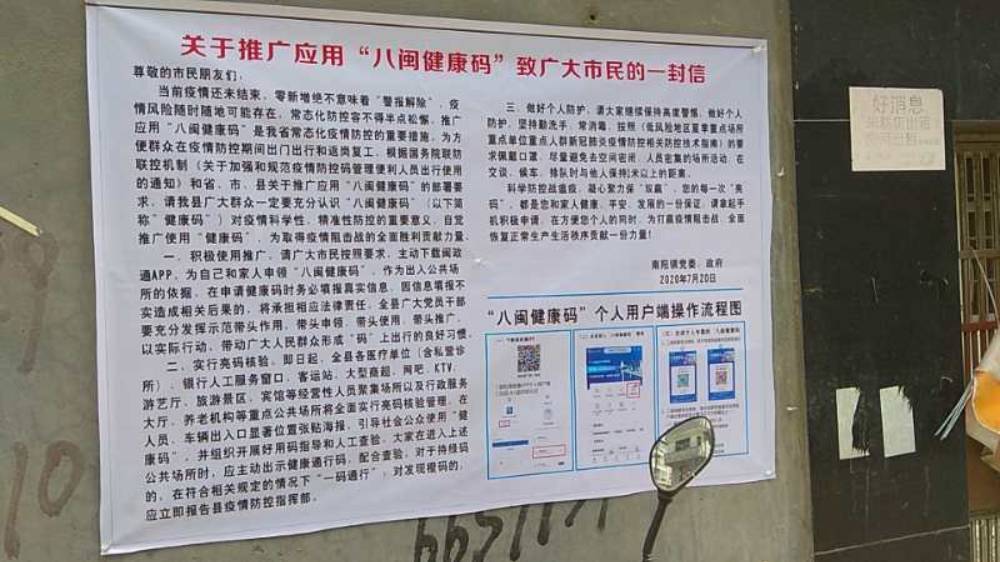 关于推广应用“八闽健康码”致广大市民的一封信
尊敬的市民朋友们：
当前疫情还未结束，零新增绝不意味着“警报解除”，疫
情风险随时随地可能存在，常态化防控容不得半点松懈。推广
应用“八闽健康码”是我省常态化疫情防控的重要措施，为方
便群众在疫情防控期间出门出行和返岗复工，根据国务院联防
联控机制《关于加强和规范疫情防控码管理便利人员出行使用
的通知》和省、市、县关于推广应用“八闽健康码”的部署要
求，请我县广大群众一定要充分认识“八闽健康码”（以下简
称“健康码”）对疫情科学性、精准性防控的重要意义，自觉
推广使用“健康码”，为取得疫情阻击战的全面胜利贡献力量。
一、积极使用推广。请广大市民按照要求，主动下载闽政
通APP，为自己和家人申领“八闽健康码”，作为出入公共场
所的依据，在申请健康码时务必填报真实信息，因信息填报不
实造成相关后果的，将承担相应法律责任。全县广大党员干部
要充分发挥示范带头作用，带头申领、带头使用、带头推广，
以实际行动、带动广大人民群众形成“码”上出行的良好习惯。
二、实行亮码核验。即日起，全县各医疗单位（含私营诊
所）、银行人工服务窗口、客运站、大型商超、网吧、KTV、
游艺厅、旅游景区、宾馆等经营性人员聚集场所以及行政服务
大厅、养老机构等重点公共场所将全面实行亮码核验管理，在
人员、车辆出入口显著位置张贴海报，引导社会公众使用“健
康码”，并组织开展好用码指导和人工查验。大家在进入上述
公共场所时，应主动出示健康通行码，配合查验，对于持绿码
的，在符合相关规定的情况下“一码通行”，对发现橙码的，
应立即报告县疫情防控指挥部。
三、做好个人防护。请大家继续保持高度警惕，做好个人
防护，坚持勤洗手、常消毒，按照《低风险地区夏季重点场所
重点单位重点人群新冠肺炎疫情防控相关防控技术指南》的要
求佩戴口罩，尽量避免去空间密闭、人员密集的场所活动，在
交谈、候车、排队时与他人保持1米以上的距离。
科学防控战瘟疫，凝心聚力保“双赢”，您的每一次“亮
码”，都是您和家人健康、平安、发展的一份保证。请拿起手
机积极申请，在方便您个人的同时，为打赢疫情阻击战、全面
恢复正常生产生活秩序贡献一份力量！
南阳镇党委、政府
2020年7月20日
“八闽健康码”个人用户端操作流程图
好消息